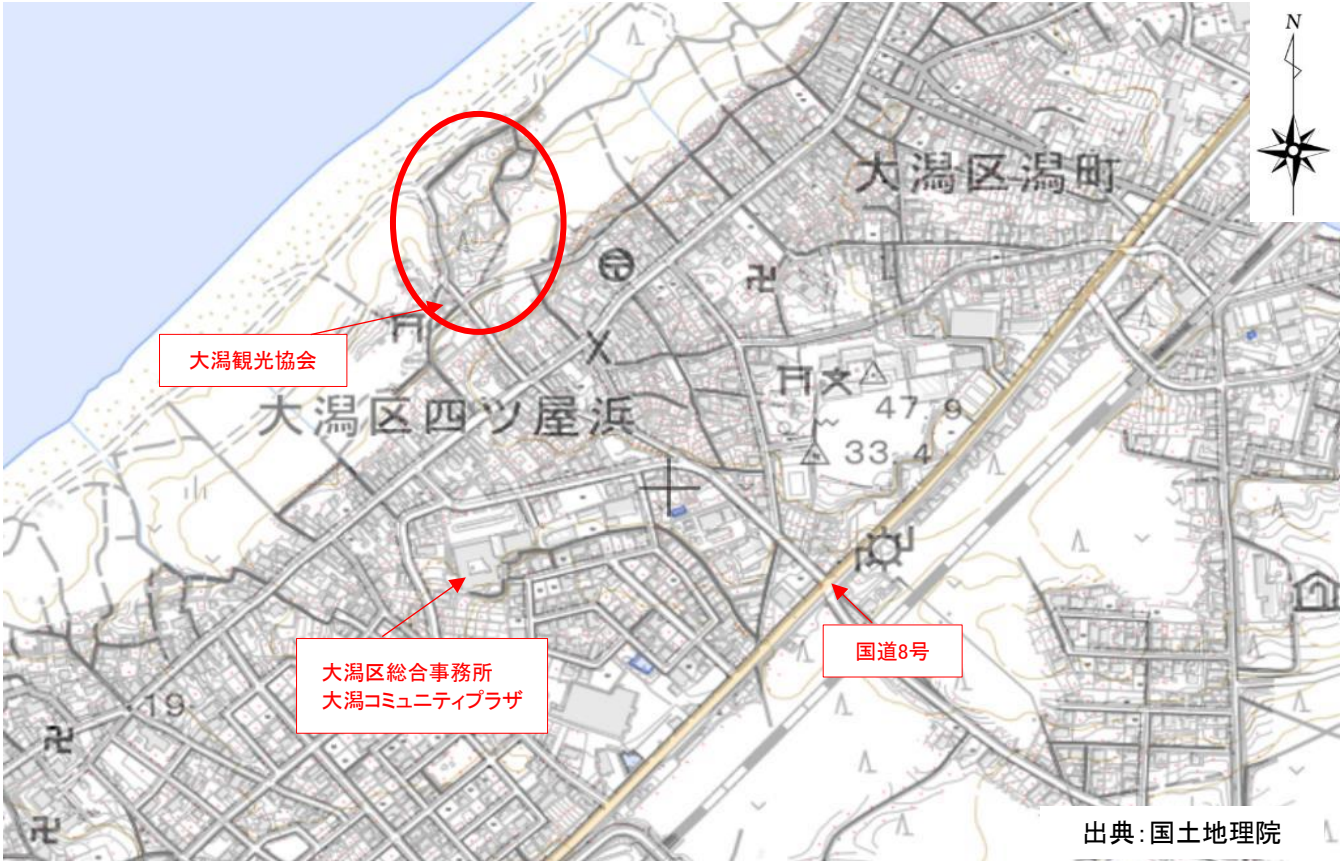 N
大潟区潟町
大潟観光協会
大潟区四ツ屋浜
47.9
33.4
国道8号
大潟区総合事務所
大潟コミュニティプラザ
19
出典:国土地理院